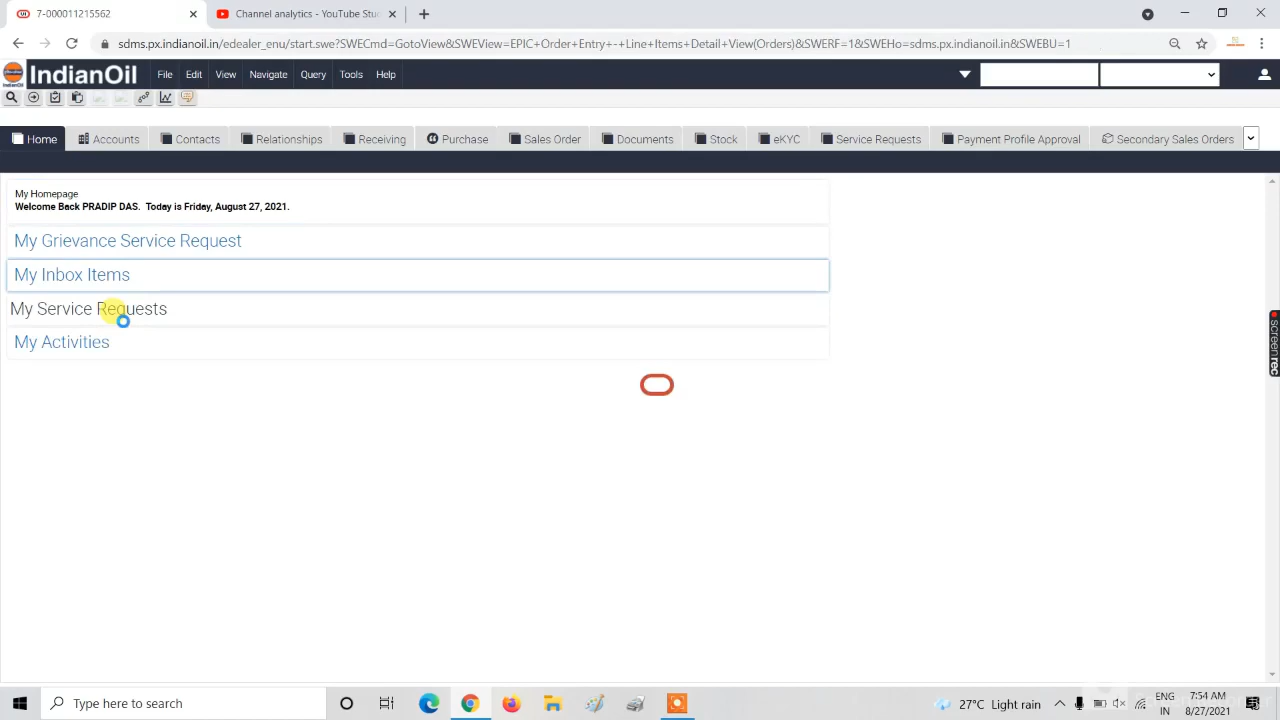 7-000011215562
Channel analytics - YouTube Stu
sdms.px.indianoil.in/edealer_enu/start.swe?SWECmd=GotoView&SWEView=EPIC+Order+Entry+-+Line+Items+Detail+View(Orders)&SWERF=1&SWEHo=sdms.px.indianoil.in&SWEBU=1
IndianOil
File Edit View Navigate Query Tools Help
Home Accounts Contacts Relationships Receiving Purchase Sales Order Documents Stock eKYC Service Requests Payment Profile Approval Secondary Sales Orders
My Homepage
Welcome Back PRADIP DAS. Today is Friday, August 27, 2021.
My Grievance Service Request
My Inbox Items
My Service Requests
My Activities
screenrec
Type here to search
27°C Light rain
ENG
IN
7:54 AM
8/27/2021